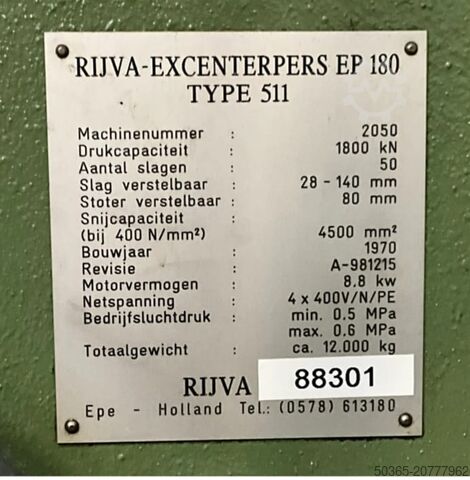 RIJVA-EXCENTERPERS EP 180
TYPE 511
Machinenummer : 2050
Drukcapaciteit : 1800 kN
Aantal slagen : 50
Slag verstelbaar : 28 - 140 mm
Stoter verstelbaar : 80 mm
Snijcapaciteit :
(bij 400 N/mm²) 4500 mm²
Bouwjaar : 1970
Revisie : A-981215
Motorvermogen : 8.8 kw
Netspanning : 4 x 400V/N/PE
Bedrijfsluchtdruk : min. 0.5 MPa
max. 0.6 MPa
Totaalgewicht : ca. 12.000 kg
RIJVA 88301
Epe - Holland Tel.: (0578) 613180
50365-20777962